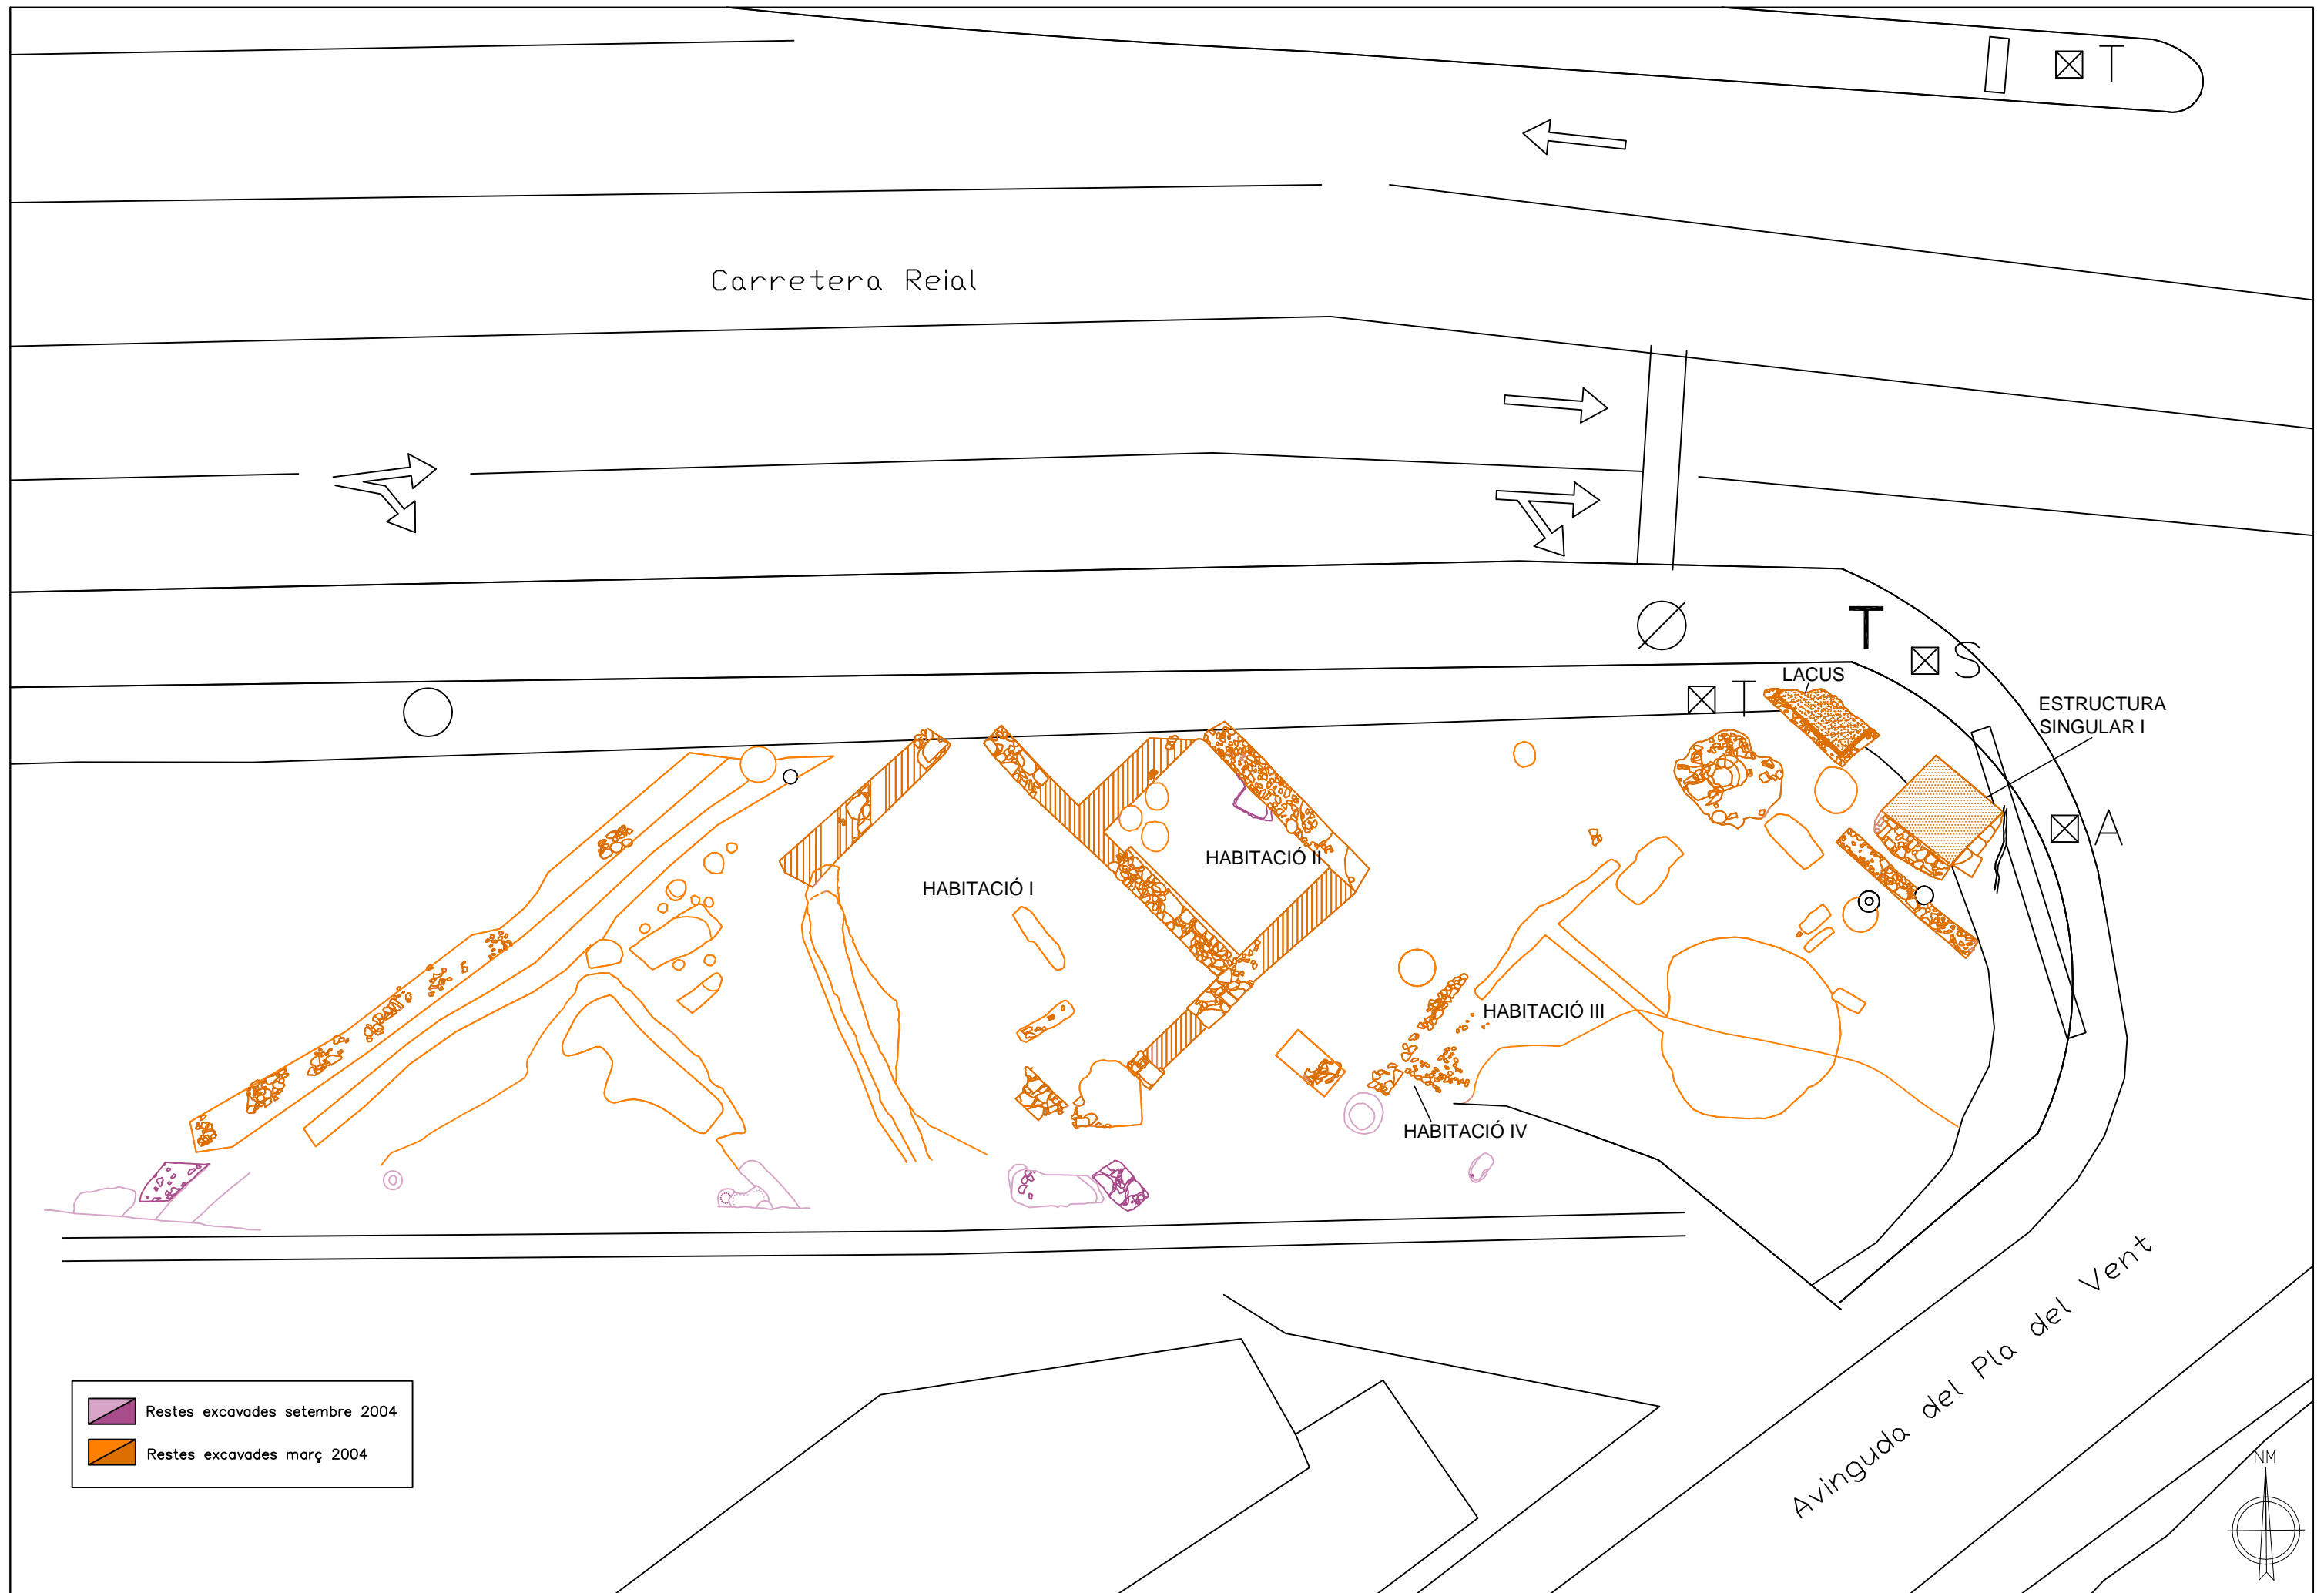 T
Carretera Reial
T
S
LACUS
T
ESTRUCTURA
SINGULAR I
A
HABITACIÓ II
HABITACIÓ I
HABITACIÓ III
HABITACIÓ IV
Avinguda del Pla del Vent
Restes excavades setembre 2004
Restes excavades març 2004
NM